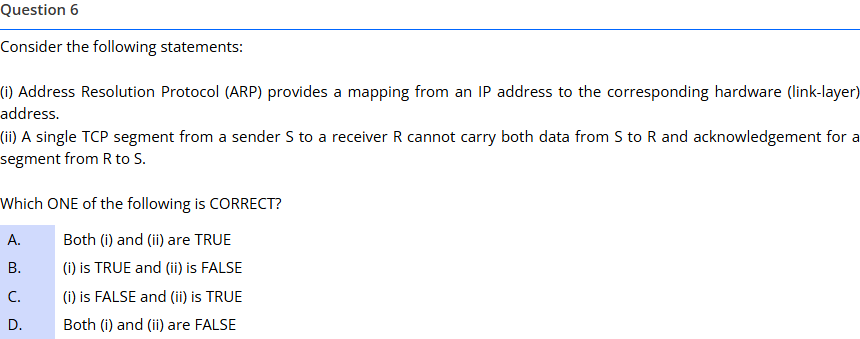 Question 6
Consider the following statements:
(i) Address Resolution Protocol (ARP) provides a mapping from an IP address to the corresponding hardware (link-layer)
address.
(ii) A single TCP segment from a sender S to a receiver R cannot carry both data from S to R and acknowledgement for a
segment from R to S.
Which ONE of the following is CORRECT?
A. Both (i) and (ii) are TRUE
B. (i) is TRUE and (ii) is FALSE
C. (i) is FALSE and (ii) is TRUE
D. Both (i) and (ii) are FALSE